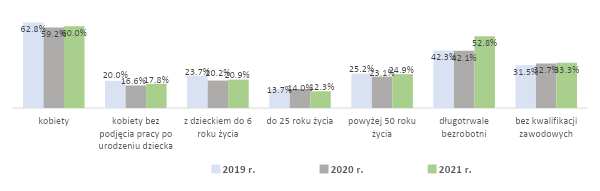 62.8% 59.2% 60.0%
20.0% 16.6% 17.8%
23.7% 20.2% 20.9%
13.7% 14.0% 12.3%
25.2% 23.1% 24.9%
42.3% 42.1% 52.8%
31.5% 32.7% 33.3%
kobiety
kobiety bez
podjęcia pracy po
urodzeniu dziecka
z dzieckiem do 6
roku życia
do 25 roku życia
powyżej 50 roku
życia
długotrwale
bezrobotni
bez kwalifikacji
zawodowych
2019 r. 2020 r. 2021 r.